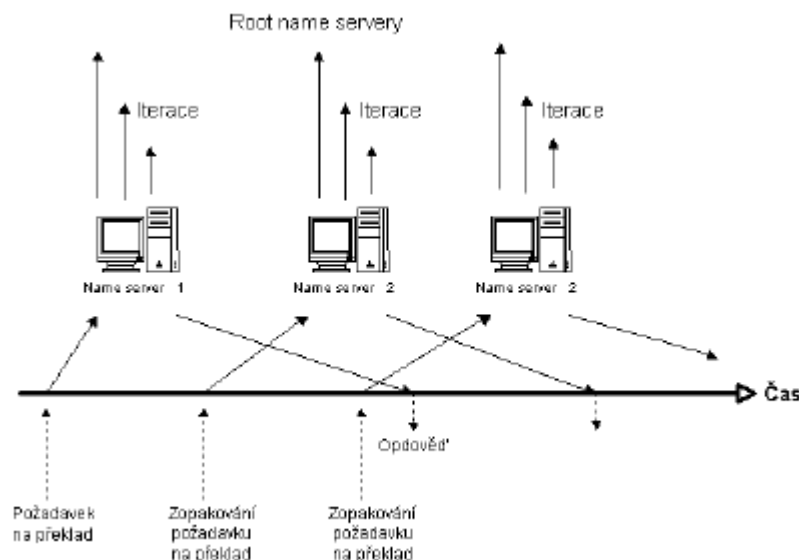 Root name servery
Iterace
Iterace
Iterace
Name server 1
Name server 2
Name server 2
Čas
Opdověď
Požadavek
na překlad
Zopakování
požadavku
na překlad
Zopakování
požadavku
na překlad